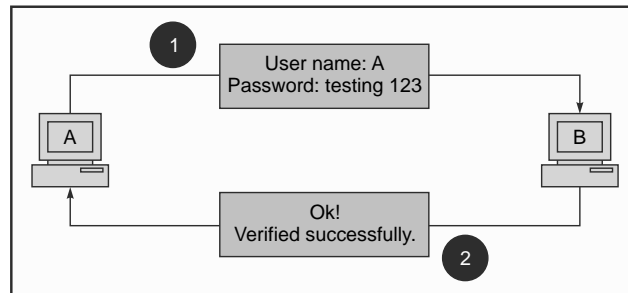 1
User name: A
Password: testing 123
A
B
Ok!
Verified successfully.
2